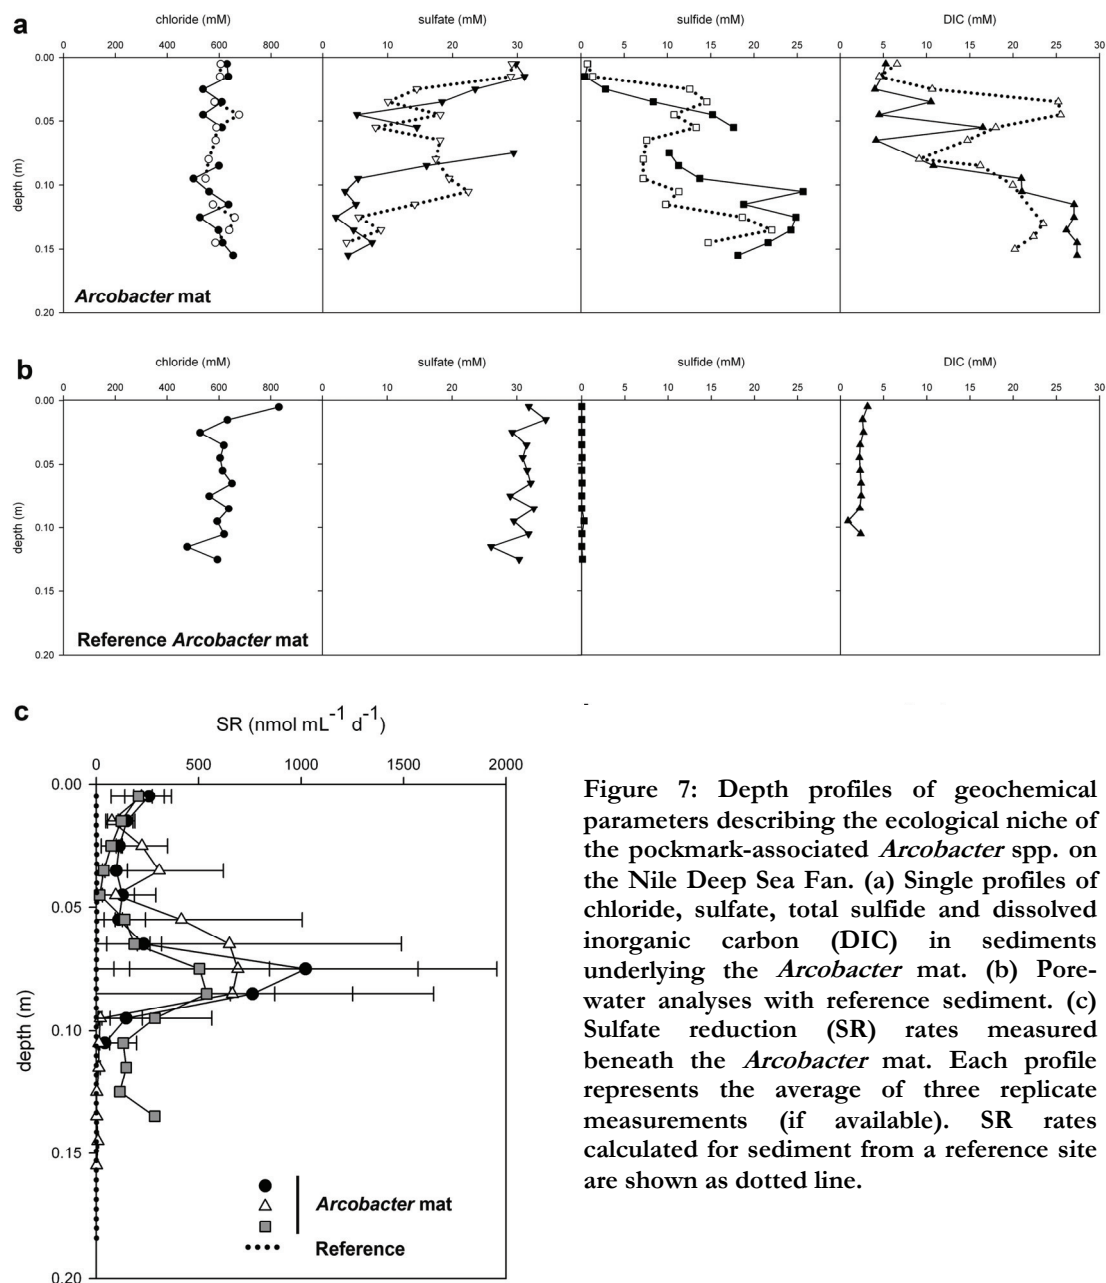 a
chloride (mM) sulfate (mM) sulfide (mM) DIC (mM)
0 200 400 600 800 0 10 20 30 0 5 10 15 20 25 0 5 10 15 20 25 30
0.00
0.05
depth (m)
0.10
0.15
0.20
Arcobacter mat
b
chloride (mM) sulfate (mM) sulfide (mM) DIC (mM)
0 200 400 600 800 0 10 20 30 0 5 10 15 20 25 0 5 10 15 20 25 30
0.00
0.05
depth (m)
0.10
0.15
0.20
Reference Arcobacter mat
c
SR (nmol mL⁻¹ d⁻¹)
0 500 1000 1500 2000
0.00
0.05
depth (m)
0.10
0.15
0.20
Arcobacter mat
Reference
Figure 7: Depth profiles of geochemical
parameters describing the ecological niche of
the pockmark-associated Arcobacter spp. on
the Nile Deep Sea Fan. (a) Single profiles of
chloride, sulfate, total sulfide and dissolved
inorganic carbon (DIC) in sediments
underlying the Arcobacter mat. (b) Pore-
water analyses with reference sediment. (c)
Sulfate reduction (SR) rates measured
beneath the Arcobacter mat. Each profile
represents the average of three replicate
measurements (if available). SR rates
calculated for sediment from a reference site
are shown as dotted line.